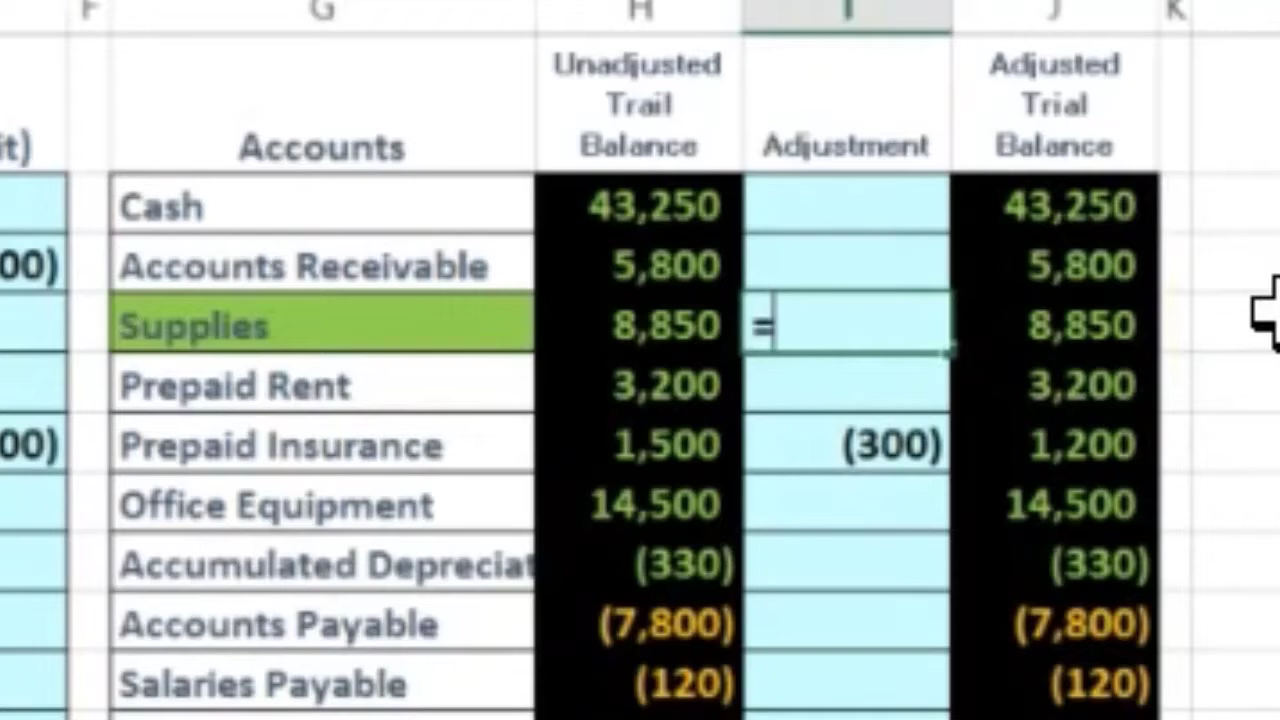 G H I J K
Unadjusted Adjusted
Trail Trial
it) Accounts Balance Adjustment Balance
Cash 43,250 43,250
00) Accounts Receivable 5,800 5,800
Supplies 8,850 = 8,850
Prepaid Rent 3,200 3,200
00) Prepaid Insurance 1,500 (300) 1,200
Office Equipment 14,500 14,500
Accumulated Depreciat (330) (330)
Accounts Payable (7,800) (7,800)
Salaries Payable (120) (120)